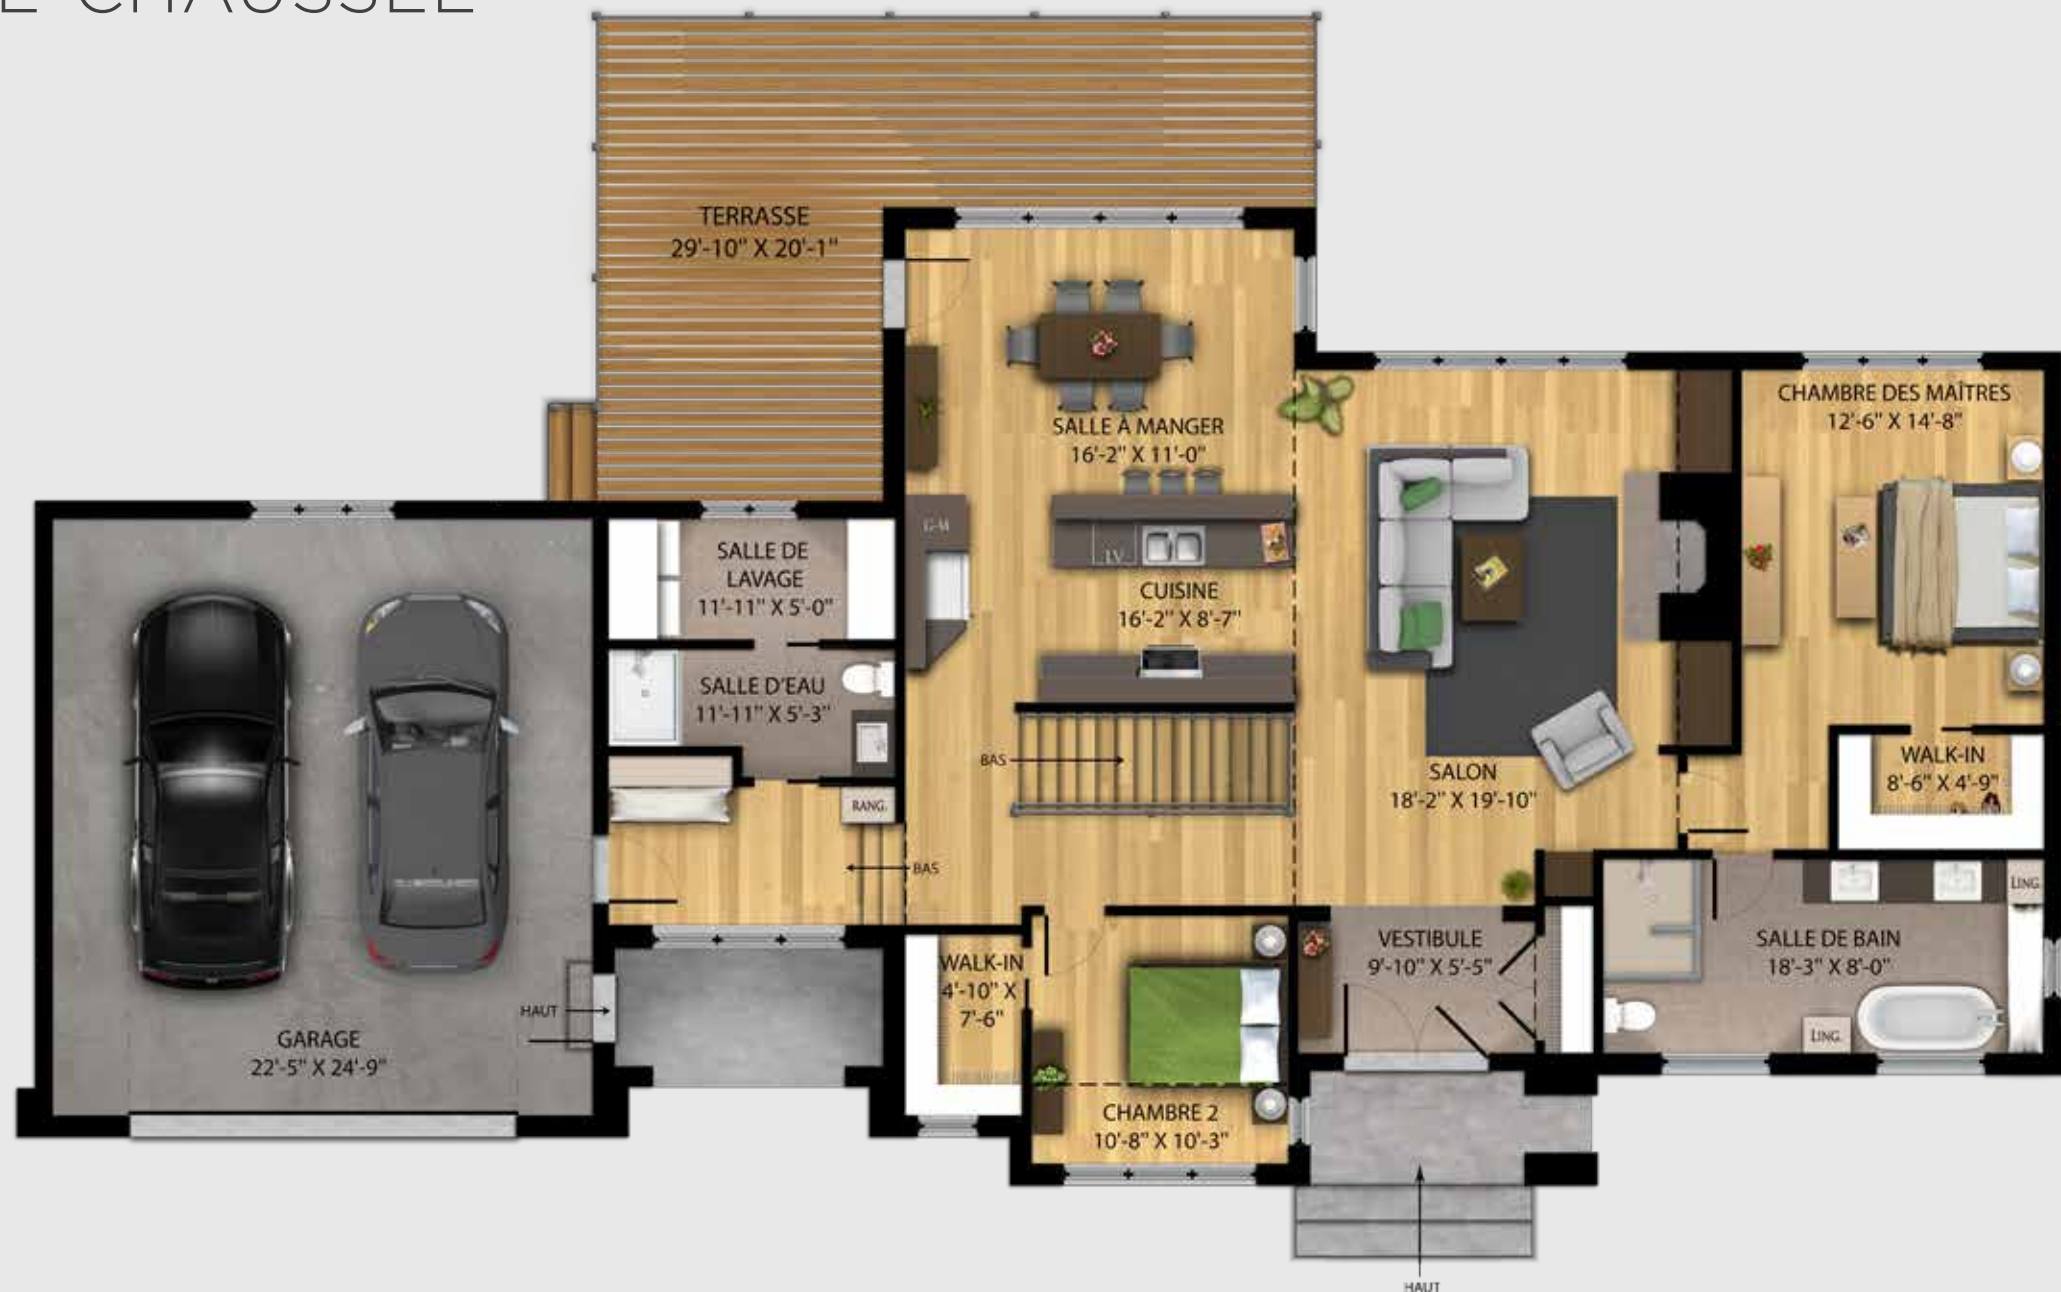 CHAUSSÉE
TERRASSE
29'-10" X 20'-1"
CHAMBRE DES MAÎTRES
12'-6" X 14'-8"
SALLE À MANGER
16'-2" X 11'-0"
G-M
LV
SALLE DE
LAVAGE
11'-11" X 5'-0"
CUISINE
16'-2" X 8'-7"
SALLE D'EAU
11'-11" X 5'-3"
BAS
SALON
18'-2" X 19'-10"
WALK-IN
8'-6" X 4'-9"
RANG.
BAS
LING.
VESTIBULE
9'-10" X 5'-5"
SALLE DE BAIN
18'-3" X 8'-0"
WALK-IN
4'-10" X
7'-6"
HAUT
LING.
GARAGE
22'-5" X 24'-9"
CHAMBRE 2
10'-8" X 10'-3"
HAUT